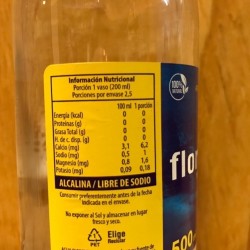 Información Nutricional
Porción 1 vaso (200 ml)
Porciones por envase 2,5
100 ml 1 porción
Energía (kcal) 0 0
Proteínas (g) 0 0
Grasa Total (g) 0 0
H. de C. disp. (g) 0 0
Calcio (mg) 3,1 6,2
Sodio (mg) 0,5 1
Magnesio (mg) 0,8 1,6
Potasio (mg) 0,09 0,18
ALCALINA / LIBRE DE SODIO
Consumir preferentemente antes de la fecha
indicada en el envase.
No exponer al Sol y almacenar en lugar
fresco y seco.
1
PET
Elige
Reciclar
100%
NATURAL
flo
500